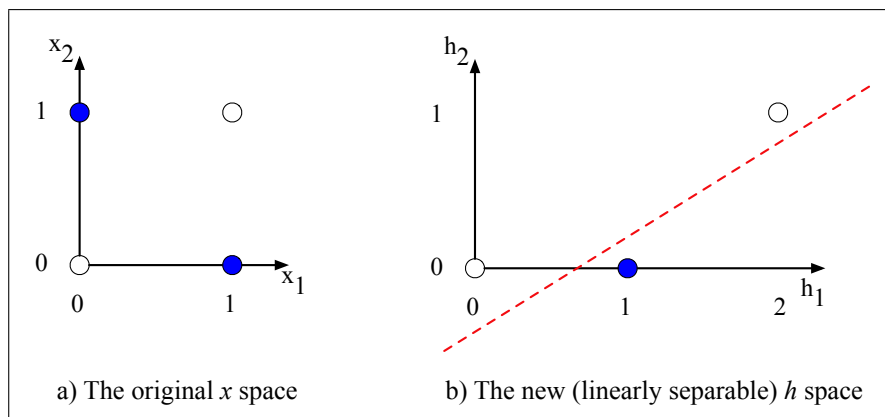 x2
1
0
0
1
x1
a) The original x space
h2
1
0
0
1
2
h1
b) The new (linearly separable) h space